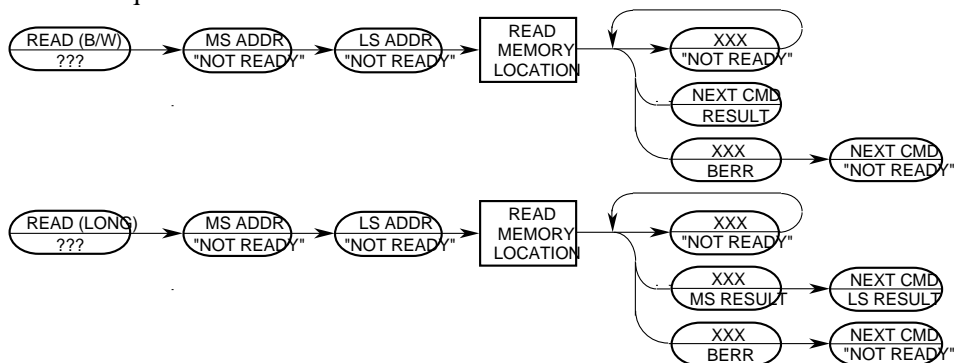 READ (B/W)
???
MS ADDR
"NOT READY"
LS ADDR
"NOT READY"
READ
MEMORY
LOCATION
XXX
"NOT READY"
NEXT CMD
RESULT
XXX
BERR
NEXT CMD
"NOT READY"
READ (LONG)
???
MS ADDR
"NOT READY"
LS ADDR
"NOT READY"
READ
MEMORY
LOCATION
XXX
"NOT READY"
XXX
MS RESULT
NEXT CMD
LS RESULT
XXX
BERR
NEXT CMD
"NOT READY"